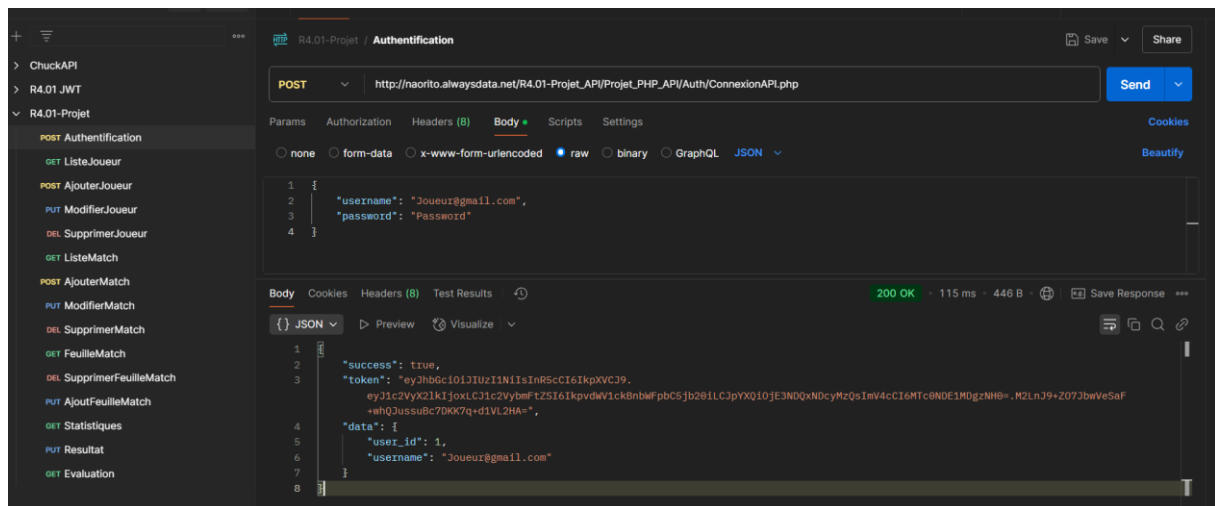 R4.01-Projet / Authentification
Save
Share
ChuckAPI
R4.01 JWT
R4.01-Projet
POST Authentification
GET ListeJoueur
POST AjouterJoueur
PUT ModifierJoueur
DEL SupprimerJoueur
GET ListeMatch
POST AjouterMatch
PUT ModifierMatch
DEL SupprimerMatch
GET FeuilleMatch
DEL SupprimerFeuilleMatch
PUT AjoutFeuilleMatch
GET Statistiques
PUT Resultat
GET Evaluation
POST http://naorito.alwaysdata.net/R4.01-Projet_API/Projet_PHP_API/Auth/ConnexionAPI.php Send
Params Authorization Headers (8) Body Scripts Settings Cookies
none form-data x-www-form-urlencoded raw binary GraphQL JSON Beautify
1 {
2 "username": "Joueur@gmail.com",
3 "password": "Password"
4 }
Body Cookies Headers (8) Test Results 200 OK 115 ms 446 B Save Response
{} JSON Preview Visualize
1 {
2 "success": true,
3 "token": "eyJhbGciOiJIUzI1NiIsInR5cCI6IkpXVCJ9.
eyJ1c2VyX2lkIjoxLCJ1c2VybmFtZSI6IkpvdWV1ckBnbWFpbC5jb20iLCJpYXQiOjE3NDQxNDcyMzQsImV4cCI6MTc0NDE1MDgzNH0=.M2LnJ9+ZO7JbwVeSaF
+whQJussuBc7DKK7q+d1VL2HA=",
4 "data": {
5 "user_id": 1,
6 "username": "Joueur@gmail.com"
7 }
8 }